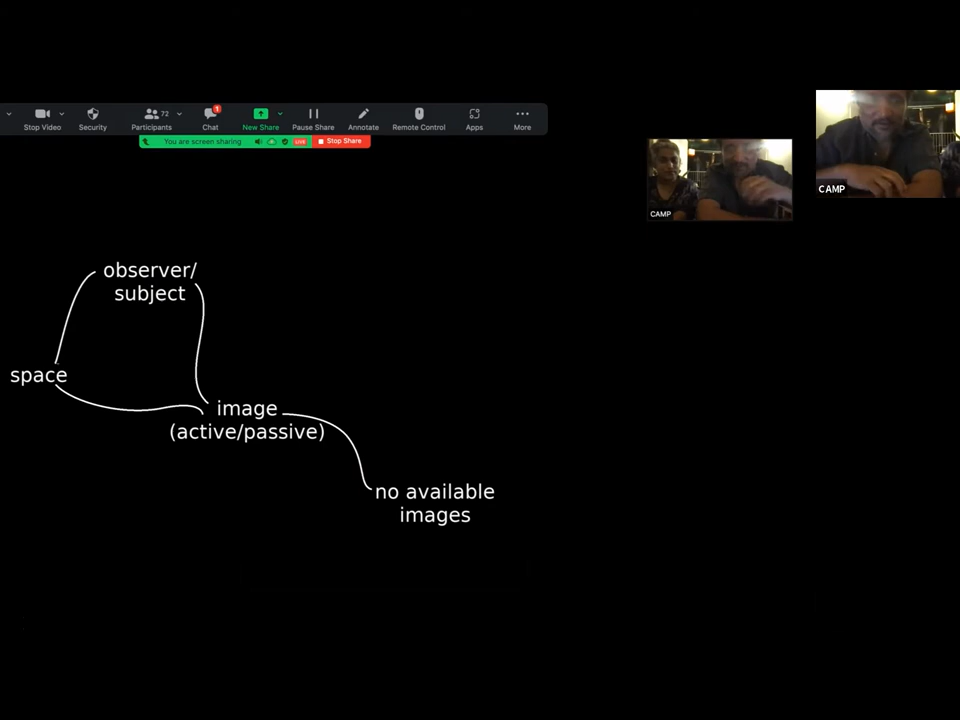 Stop Video
Security
Participants
72
Chat
1
New Share
Pause Share
Annotate
Remote Control
Apps
More
You are screen sharing
LIVE
Stop Share
CAMP
CAMP
observer/
subject
space
image
(active/passive)
no available
images